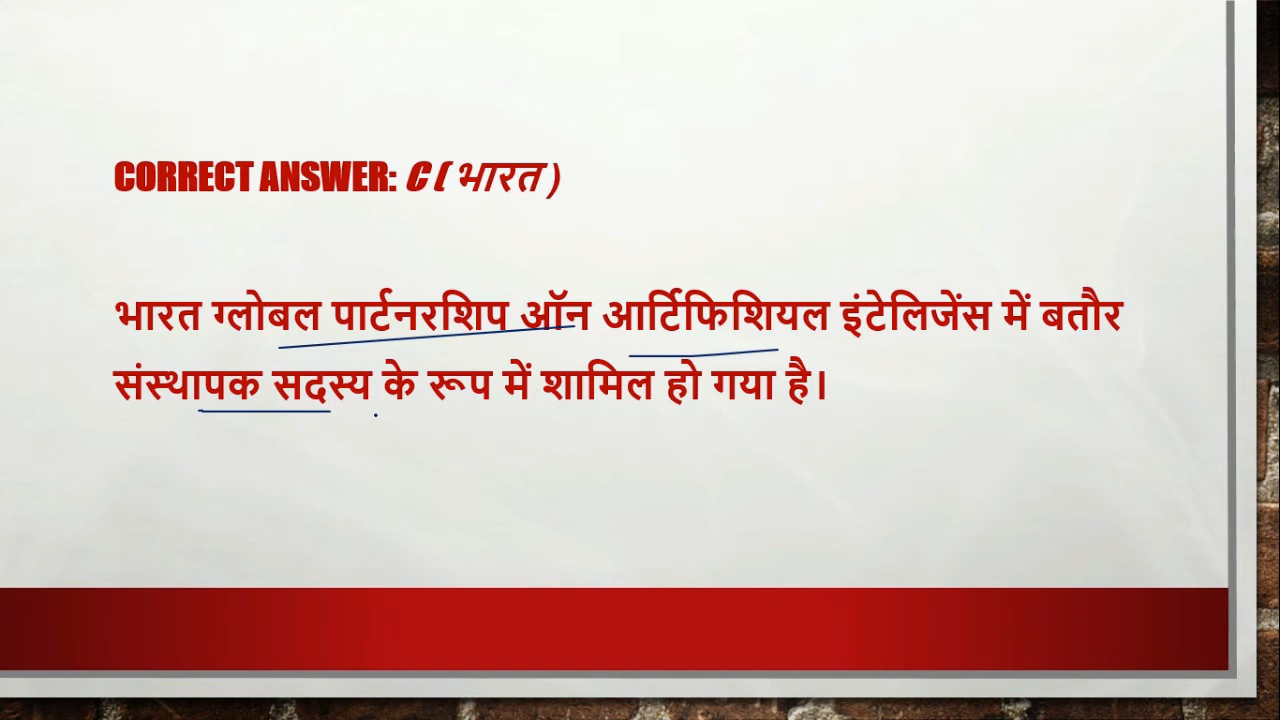 CORRECT ANSWER: C ( भारत )
भारत ग्लोबल पार्टनरशिप ऑन आर्टिफिशियल इंटेलिजेंस में बतौर
संस्थापक सदस्य के रूप में शामिल हो गया है।